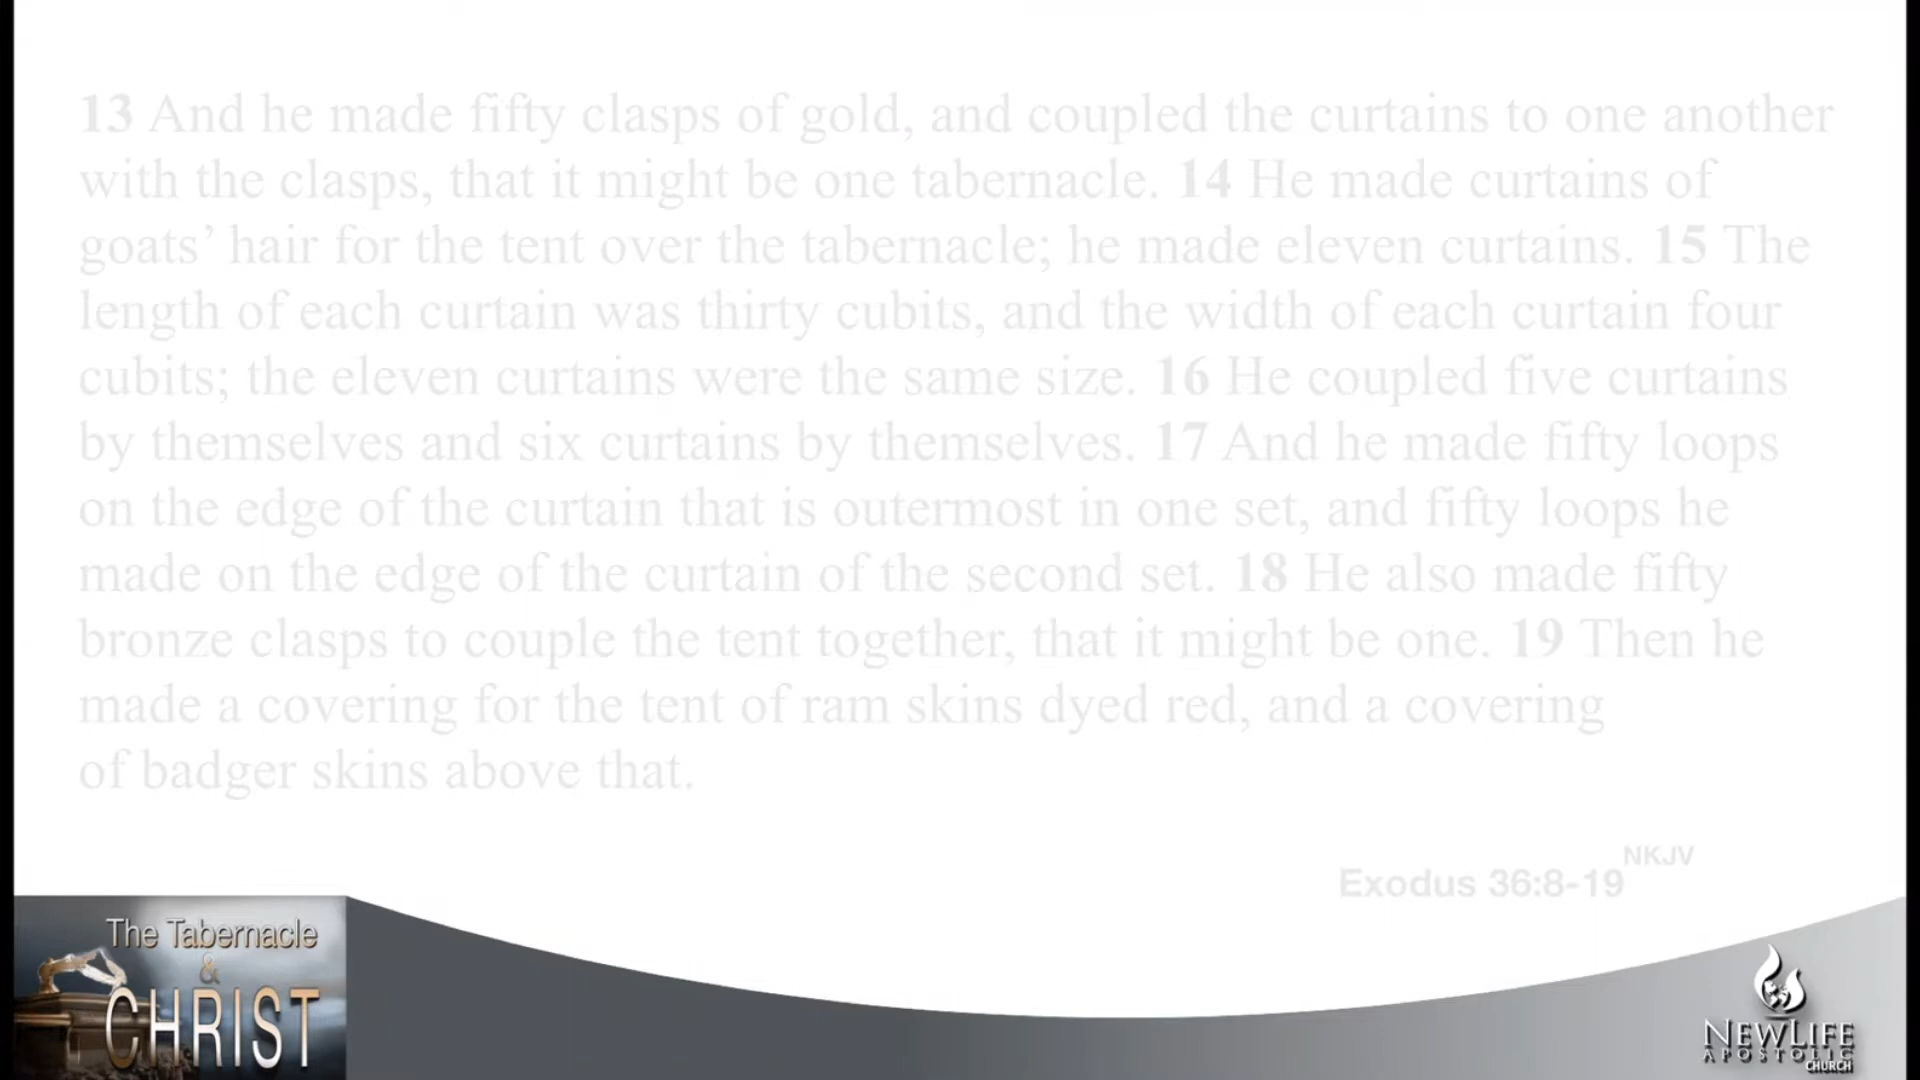 13 And he made fifty clasps of gold, and coupled the curtains to one another
with the clasps, that it might be one tabernacle. 14 He made curtains of
goats’ hair for the tent over the tabernacle; he made eleven curtains. 15 The
length of each curtain was thirty cubits, and the width of each curtain four
cubits; the eleven curtains were the same size. 16 He coupled five curtains
by themselves and six curtains by themselves. 17 And he made fifty loops
on the edge of the curtain that is outermost in one set, and fifty loops he
made on the edge of the curtain of the second set. 18 He also made fifty
bronze clasps to couple the tent together, that it might be one. 19 Then he
made a covering for the tent of ram skins dyed red, and a covering
of badger skins above that.
Exodus 36:8-19 NKJV
The Tabernacle
&
CHRIST
NEWLIFE
APOSTOLIC
CHURCH